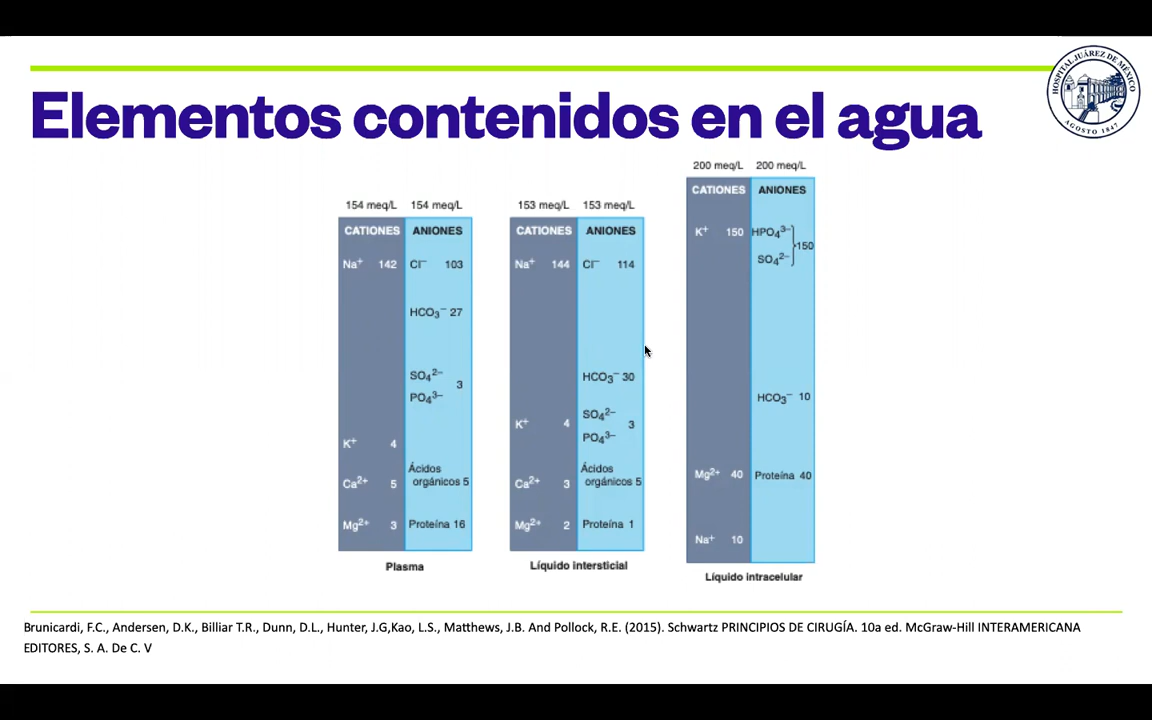 HOSPITAL JUÁREZ DE MÉXICO
AGOSTO 1847
Elementos contenidos en el agua
154 meq/L 154 meq/L
CATIONES ANIONES
Na+ 142 Cl− 103
HCO3− 27
SO42−
3
PO43−
K+ 4
Ácidos
Ca2+ 5 orgánicos 5
Mg2+ 3 Proteína 16
Plasma
153 meq/L 153 meq/L
CATIONES ANIONES
Na+ 144 Cl− 114
HCO3− 30
SO42−
K+ 4 3
PO43−
Ácidos
Ca2+ 3 orgánicos 5
Mg2+ 2 Proteína 1
Líquido intersticial
200 meq/L 200 meq/L
CATIONES ANIONES
K+ 150 HPO43−
150
SO42−
HCO3− 10
Mg2+ 40 Proteína 40
Na+ 10
Líquido intracelular
Brunicardi, F.C., Andersen, D.K., Billiar T.R., Dunn, D.L., Hunter, J.G,Kao, L.S., Matthews, J.B. And Pollock, R.E. (2015). Schwartz PRINCIPIOS DE CIRUGÍA. 10a ed. McGraw-Hill INTERAMERICANA
EDITORES, S. A. De C. V